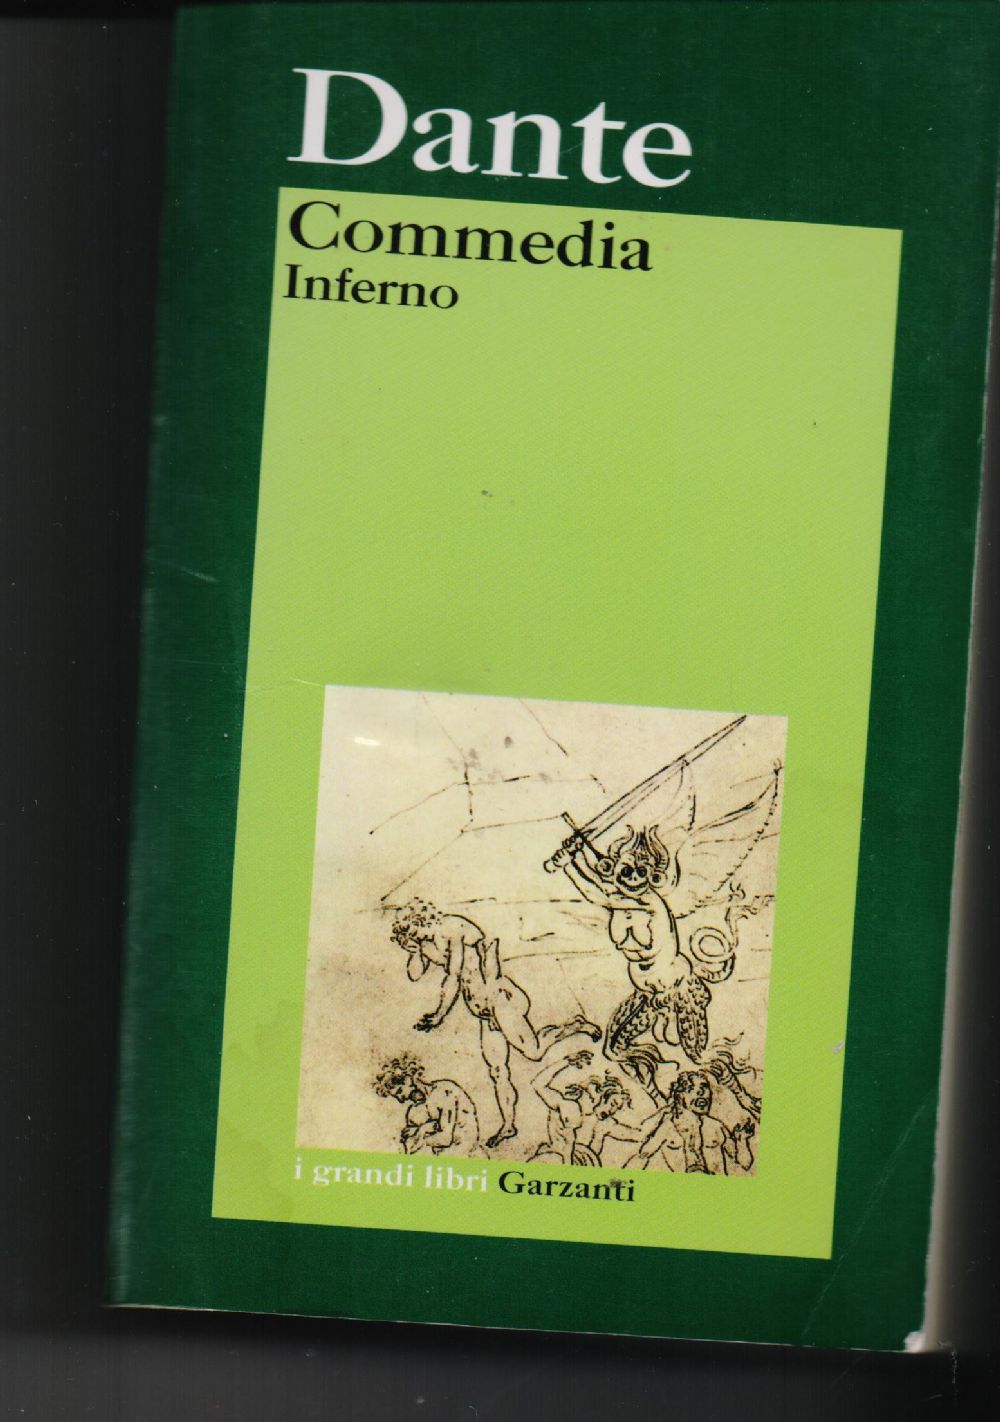 Dante
Commedia
Inferno
i grandi libri Garzanti